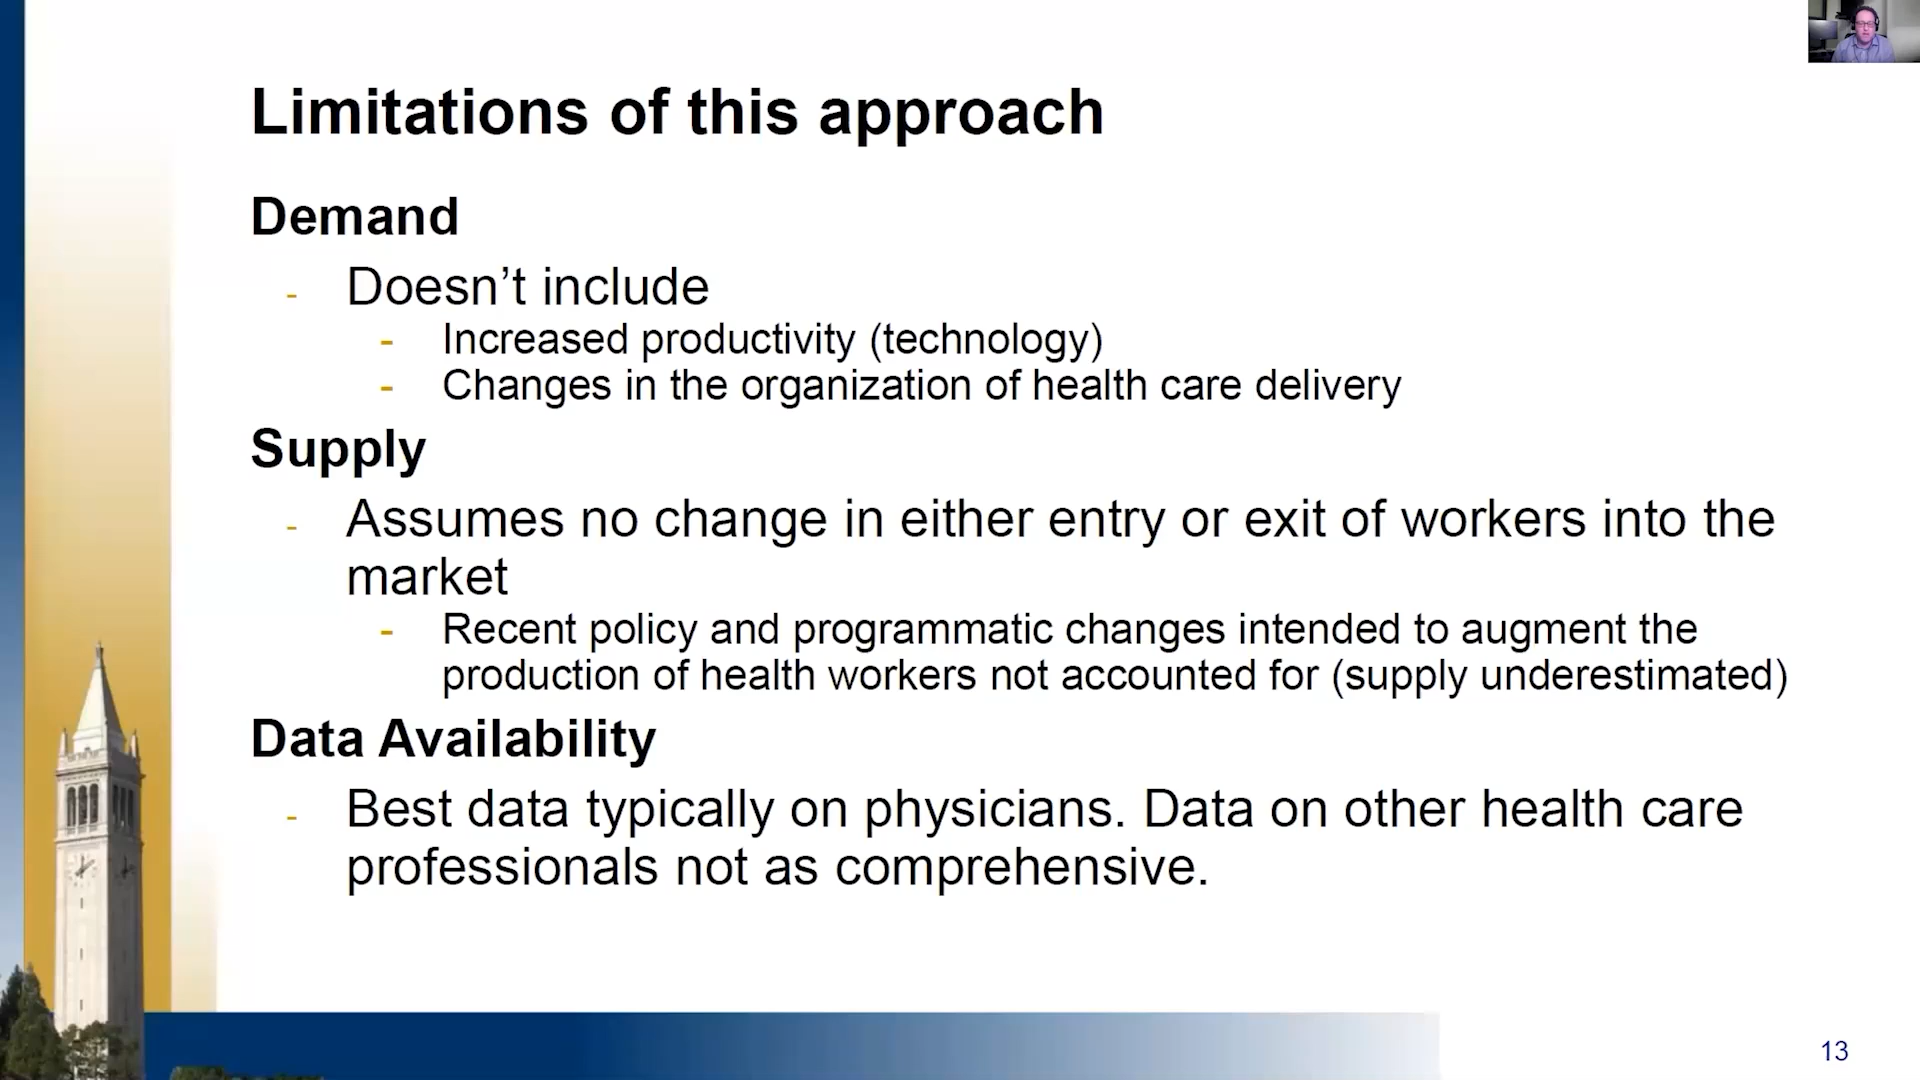 Limitations of this approach
Demand
- Doesn’t include
- Increased productivity (technology)
- Changes in the organization of health care delivery
Supply
- Assumes no change in either entry or exit of workers into the
market
- Recent policy and programmatic changes intended to augment the
production of health workers not accounted for (supply underestimated)
Data Availability
- Best data typically on physicians. Data on other health care
professionals not as comprehensive.
13